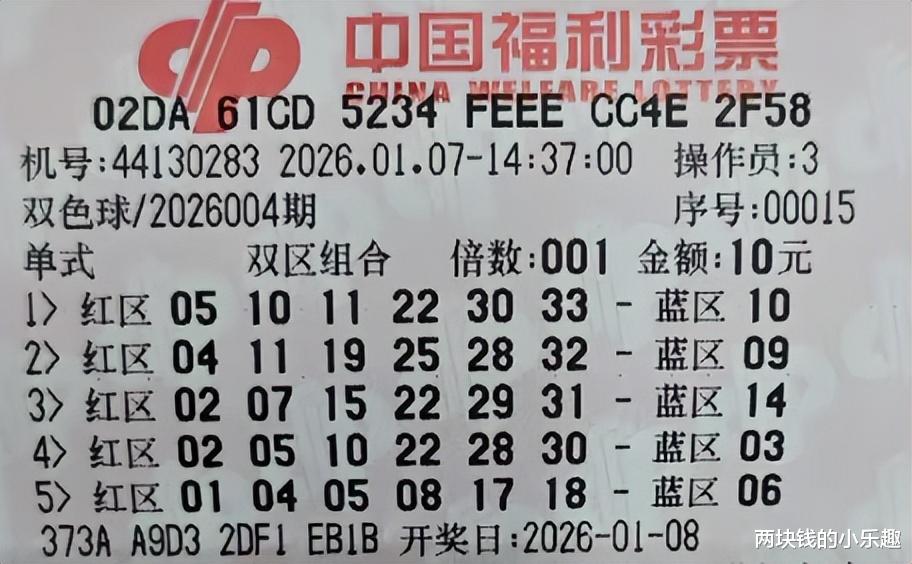 中国福利彩票
CHINA WELFARE LOTTERY
02DA 61CD 5234 FEEE CC4E 2F58
机号:44130283 2026.01.07-14:37:00 操作员:3
双色球/2026004期 序号:00015
单式 双区组合 倍数:001 金额:10元
1> 红区 05 10 11 22 30 33 - 蓝区 10
2> 红区 04 11 19 25 28 32 - 蓝区 09
3> 红区 02 07 15 22 29 31 - 蓝区 14
4> 红区 02 05 10 22 28 30 - 蓝区 03
5> 红区 01 04 05 08 17 18 - 蓝区 06
373A A9D3 2DF1 EB1B 开奖日:2026-01-08
两块钱的小乐趣